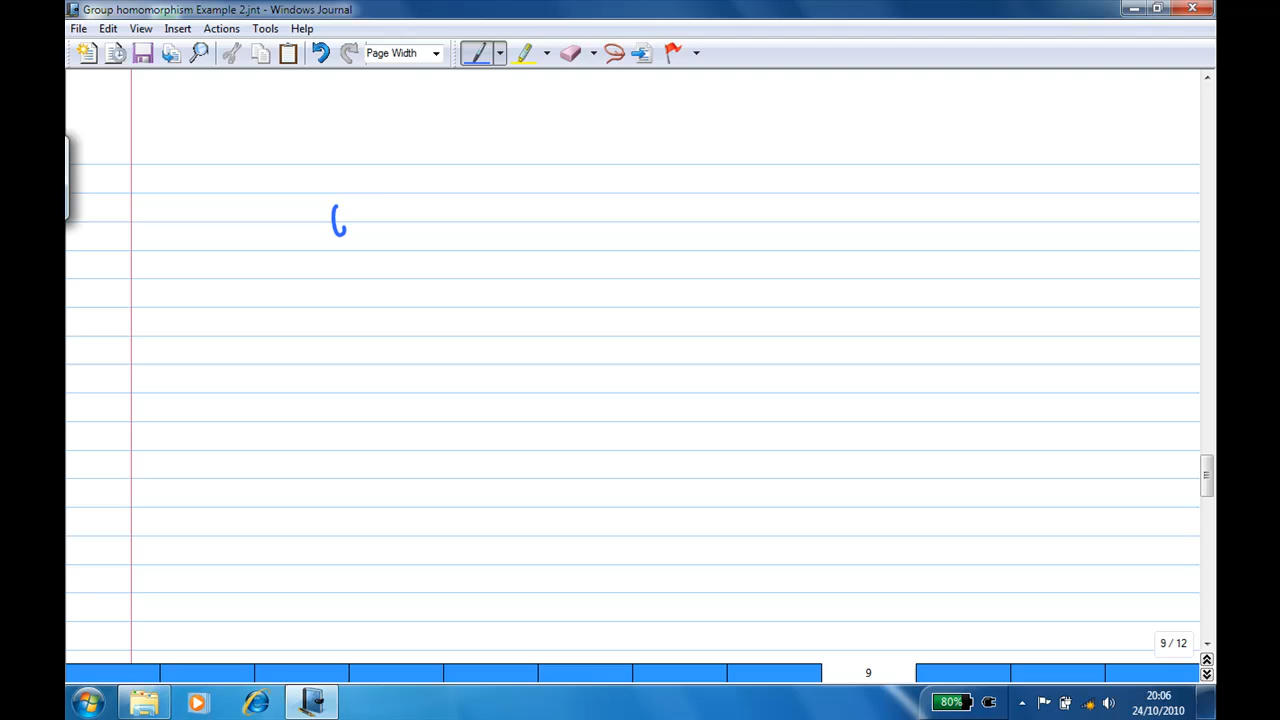 Group homomorphism Example 2.jnt - Windows Journal
File Edit View Insert Actions Tools Help
Page Width
9 / 12
9
80%
20:06
24/10/2010